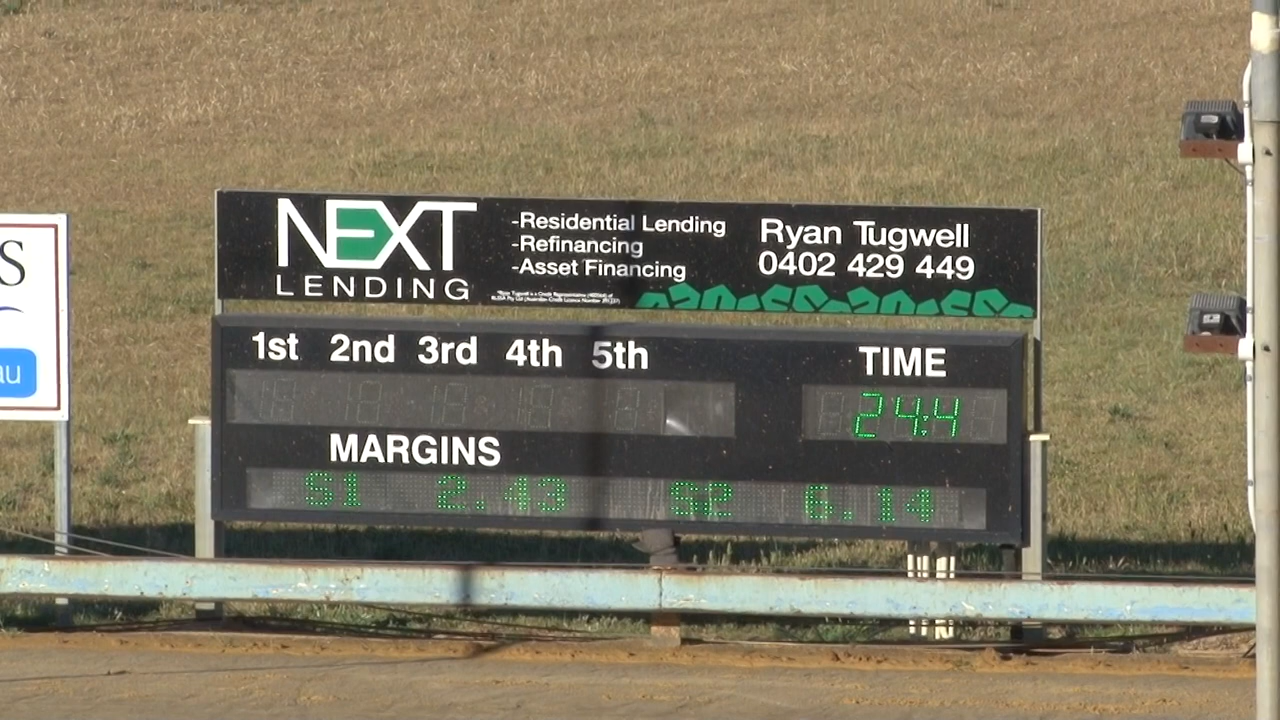 NEXT
LENDING
-Residential Lending
-Refinancing
-Asset Financing
Ryan Tugwell
0402 429 449
S
au
1st 2nd 3rd 4th 5th
TIME
24:4
MARGINS
S1 2.43 S2 6.14